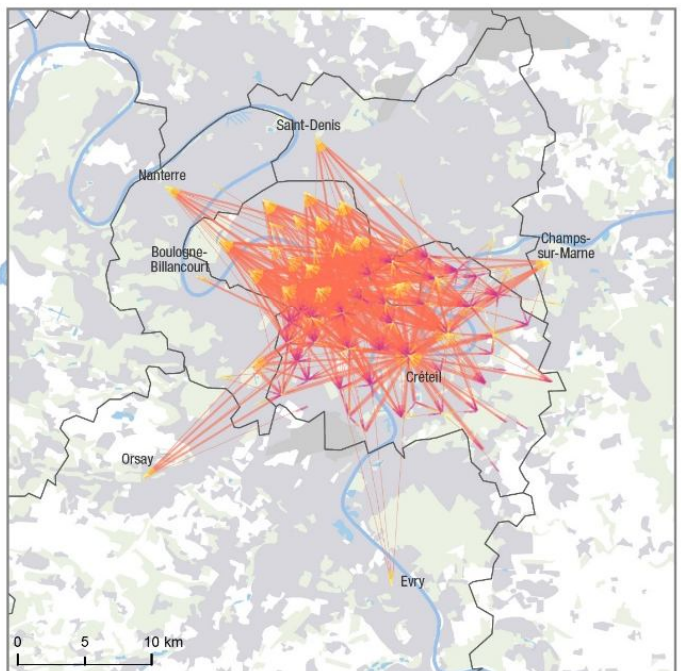 Saint-Denis
Nanterre
Boulogne-
Billancourt
Champs-
sur-Marne
Créteil
Orsay
Evry
0 5 10 km